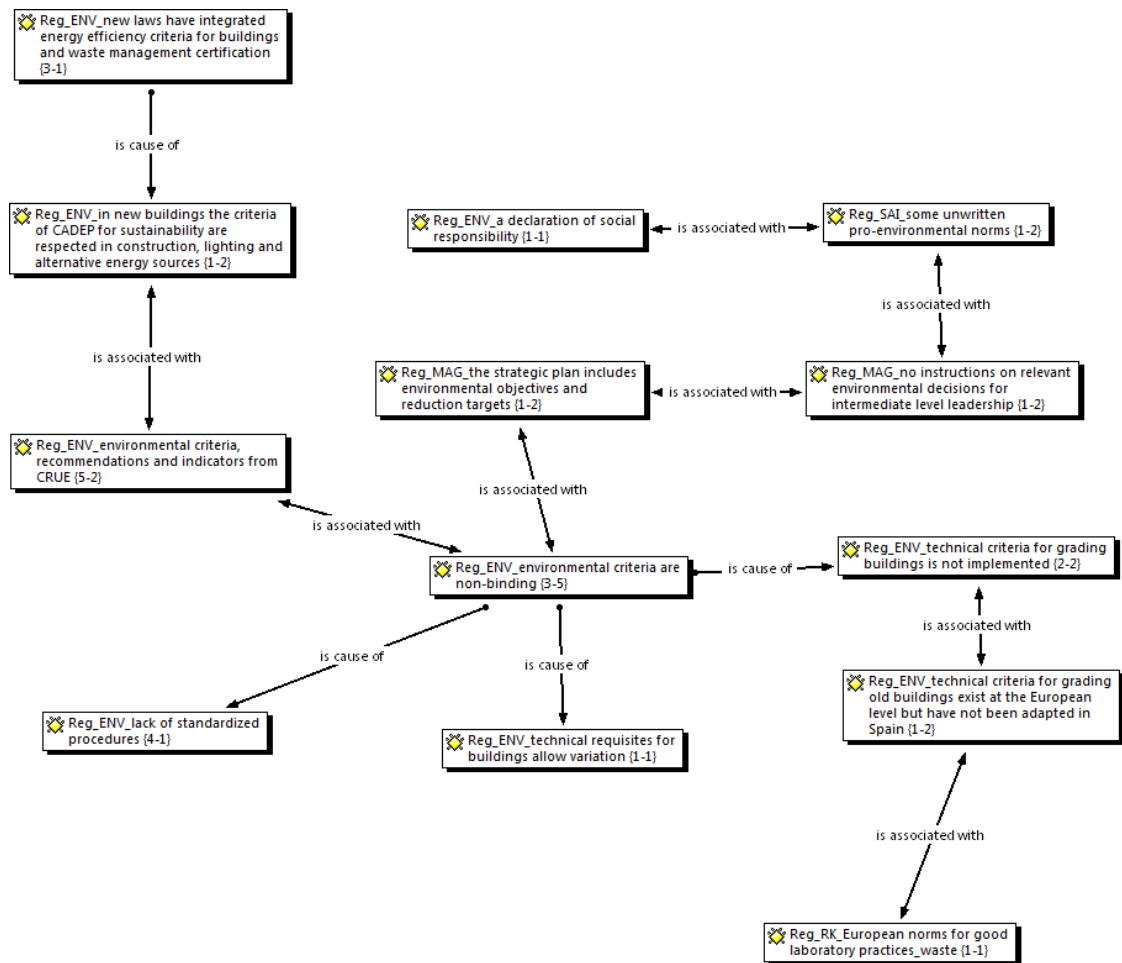 Reg_ENV_new laws have integrated
energy efficiency criteria for buildings
and waste management certification
{3-1}
is cause of
Reg_ENV_in new buildings the criteria
of CADEP for sustainability are
respected in construction, lighting and
alternative energy sources {1-2}
Reg_ENV_a declaration of social
responsibility {1-1}
is associated with
Reg_SAI_some unwritten
pro-environmental norms {1-2}
is associated with
is associated with
Reg_MAG_the strategic plan includes
environmental objectives and
reduction targets {1-2}
is associated with
Reg_MAG_no instructions on relevant
environmental decisions for
intermediate level leadership {1-2}
Reg_ENV_environmental criteria,
recommendations and indicators from
CRUE {5-2}
is associated with
is associated with
Reg_ENV_environmental criteria are
non-binding {3-5}
is cause of
Reg_ENV_technical criteria for grading
buildings is not implemented {2-2}
is associated with
is cause of
is cause of
Reg_ENV_technical criteria for grading
old buildings exist at the European
level but have not been adapted in
Spain {1-2}
Reg_ENV_lack of standardized
procedures {4-1}
Reg_ENV_technical requisites for
buildings allow variation {1-1}
is associated with
Reg_RK_European norms for good
laboratory practices_waste {1-1}